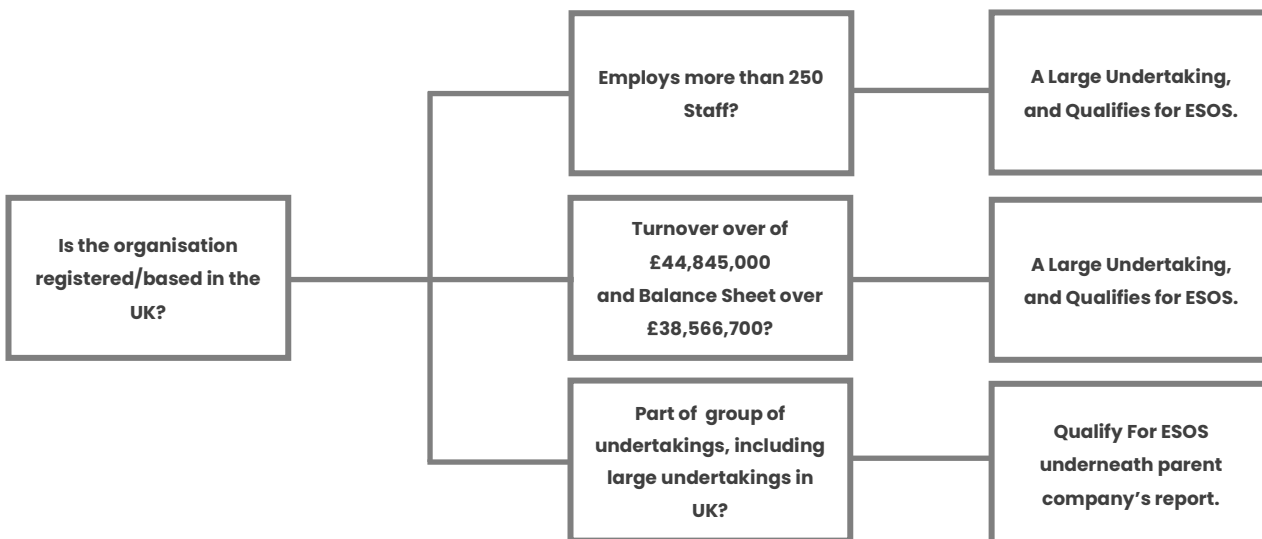 Is the organisation
registered/based in the
UK?
Employs more than 250
Staff?
A Large Undertaking,
and Qualifies for ESOS.
Turnover over of
£44,845,000
and Balance Sheet over
£38,566,700?
A Large Undertaking,
and Qualifies for ESOS.
Part of group of
undertakings, including
large undertakings in
UK?
Qualify For ESOS
underneath parent
company’s report.